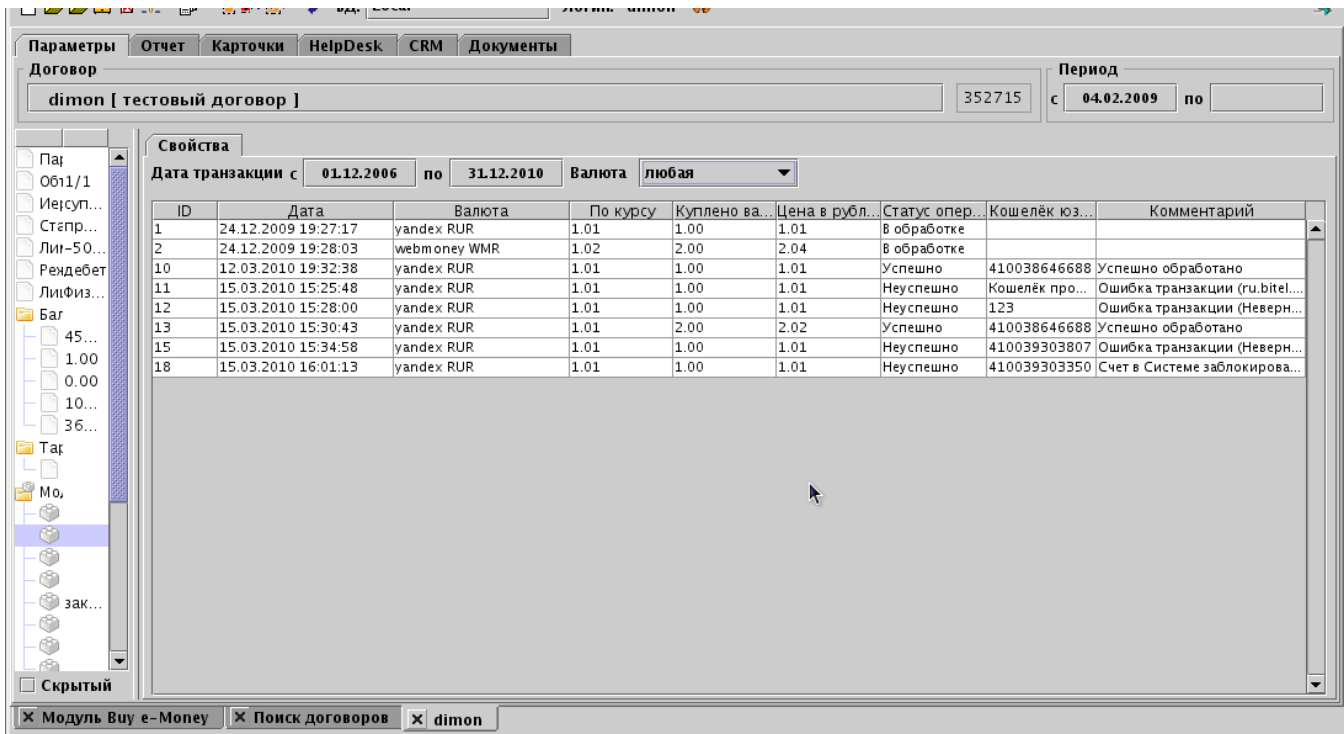 Логин: dimon
Параметры Отчет Карточки HelpDesk CRM Документы
Договор Период
dimon [ тестовый договор ] 352715 с 04.02.2009 по
Свойства
Дата транзакции с 01.12.2006 по 31.12.2010 Валюта любая
ID Дата Валюта По курсу Куплено ва... Цена в рубл... Статус опер... Кошелёк юз... Комментарий
1 24.12.2009 19:27:17 yandex RUR 1.01 1.00 1.01 В обработке
2 24.12.2009 19:28:03 webmoney WMR 1.02 2.00 2.04 В обработке
10 12.03.2010 19:32:38 yandex RUR 1.01 1.00 1.01 Успешно 410038646688 Успешно обработано
11 15.03.2010 15:25:48 yandex RUR 1.01 1.00 1.01 Неуспешно Кошелёк про... Ошибка транзакции (ru.bitel....
12 15.03.2010 15:28:00 yandex RUR 1.01 1.00 1.01 Неуспешно 123 Ошибка транзакции (Неверн...
13 15.03.2010 15:30:43 yandex RUR 1.01 2.00 2.02 Успешно 410038646688 Успешно обработано
15 15.03.2010 15:34:58 yandex RUR 1.01 1.00 1.01 Неуспешно 410039303807 Ошибка транзакции (Неверн...
18 15.03.2010 16:01:13 yandex RUR 1.01 1.00 1.01 Неуспешно 410039303350 Счет в Системе заблокирова...
45...
1.00
0.00
10...
36...
зак...
Скрытый
Модуль Buy e-Money Поиск договоров dimon